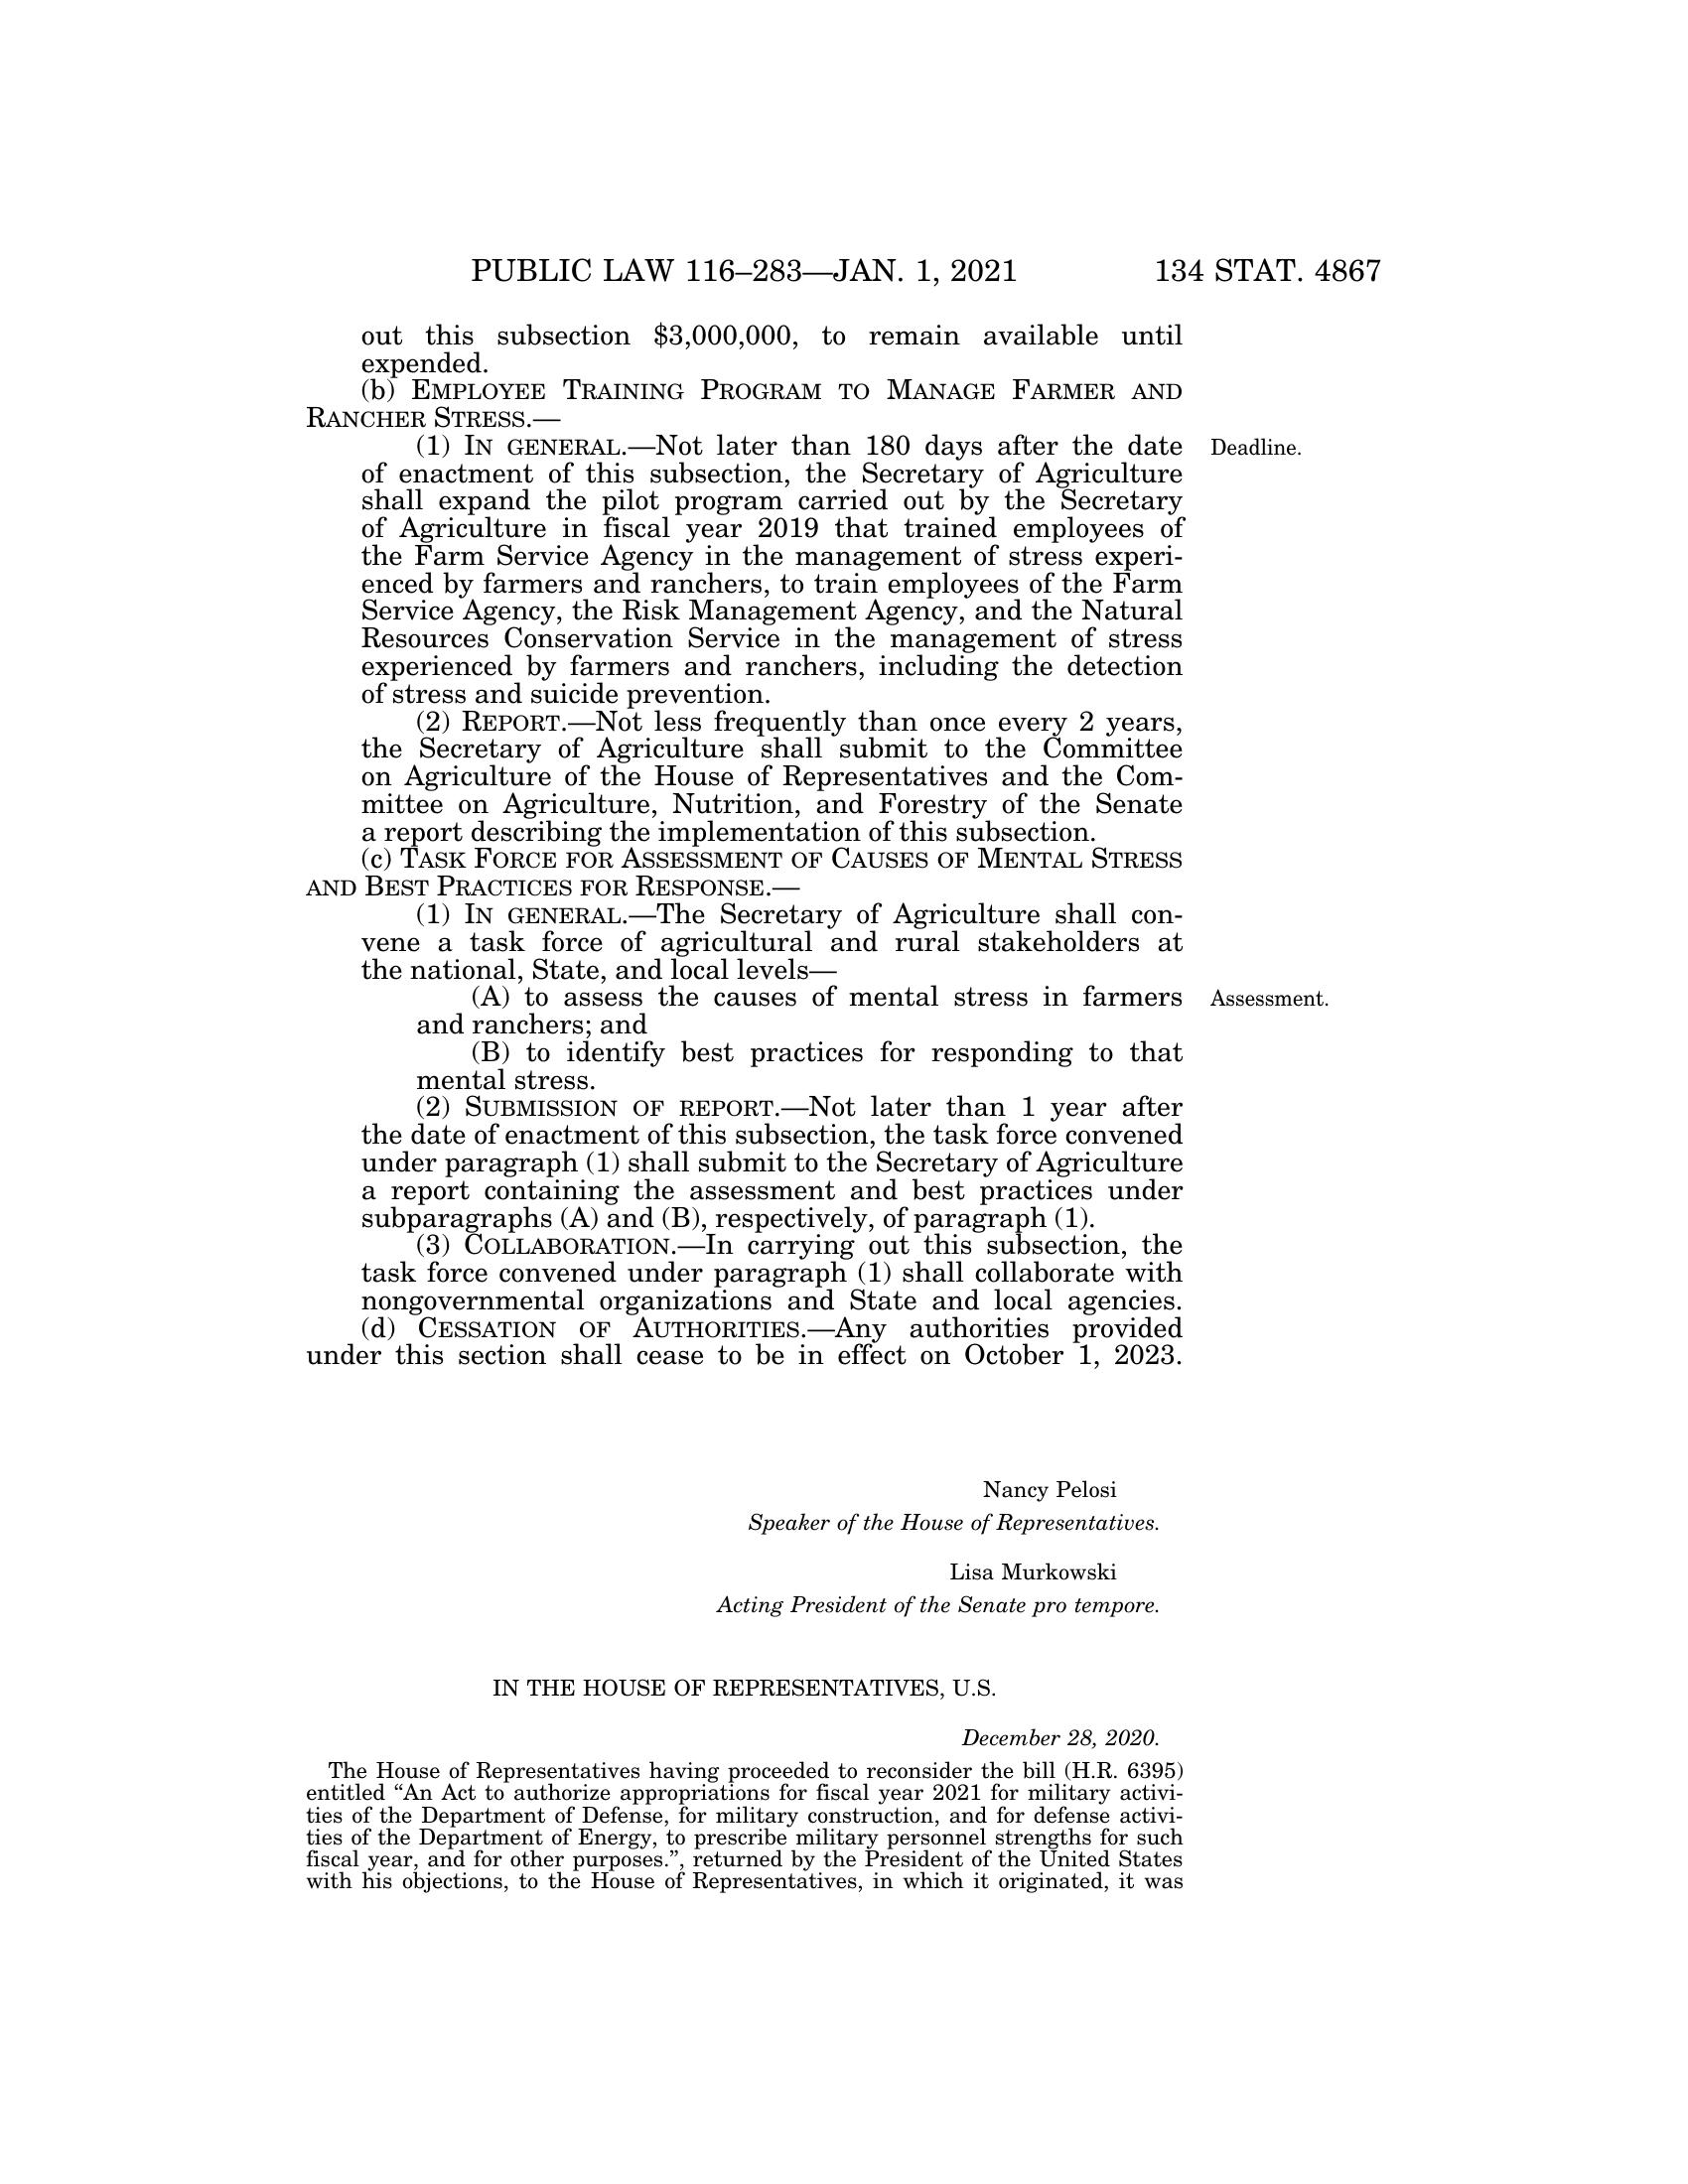 PUBLIC LAW 116–283—JAN. 1, 2021 134 STAT. 4867
out this subsection $3,000,000, to remain available until
expended.
(b) EMPLOYEE TRAINING PROGRAM TO MANAGE FARMER AND
RANCHER STRESS.—
(1) IN GENERAL.—Not later than 180 days after the date
Deadline.
of enactment of this subsection, the Secretary of Agriculture
shall expand the pilot program carried out by the Secretary
of Agriculture in fiscal year 2019 that trained employees of
the Farm Service Agency in the management of stress experi-
enced by farmers and ranchers, to train employees of the Farm
Service Agency, the Risk Management Agency, and the Natural
Resources Conservation Service in the management of stress
experienced by farmers and ranchers, including the detection
of stress and suicide prevention.
(2) REPORT.—Not less frequently than once every 2 years,
the Secretary of Agriculture shall submit to the Committee
on Agriculture of the House of Representatives and the Com-
mittee on Agriculture, Nutrition, and Forestry of the Senate
a report describing the implementation of this subsection.
(c) TASK FORCE FOR ASSESSMENT OF CAUSES OF MENTAL STRESS
AND BEST PRACTICES FOR RESPONSE.—
(1) IN GENERAL.—The Secretary of Agriculture shall con-
vene a task force of agricultural and rural stakeholders at
the national, State, and local levels—
(A) to assess the causes of mental stress in farmers
Assessment.
and ranchers; and
(B) to identify best practices for responding to that
mental stress.
(2) SUBMISSION OF REPORT.—Not later than 1 year after
the date of enactment of this subsection, the task force convened
under paragraph (1) shall submit to the Secretary of Agriculture
a report containing the assessment and best practices under
subparagraphs (A) and (B), respectively, of paragraph (1).
(3) COLLABORATION.—In carrying out this subsection, the
task force convened under paragraph (1) shall collaborate with
nongovernmental organizations and State and local agencies.
(d) CESSATION OF AUTHORITIES.—Any authorities provided
under this section shall cease to be in effect on October 1, 2023.
Nancy Pelosi
Speaker of the House of Representatives.
Lisa Murkowski
Acting President of the Senate pro tempore.
IN THE HOUSE OF REPRESENTATIVES, U.S.
December 28, 2020.
The House of Representatives having proceeded to reconsider the bill (H.R. 6395)
entitled “An Act to authorize appropriations for fiscal year 2021 for military activi-
ties of the Department of Defense, for military construction, and for defense activi-
ties of the Department of Energy, to prescribe military personnel strengths for such
fiscal year, and for other purposes.”, returned by the President of the United States
with his objections, to the House of Representatives, in which it originated, it was